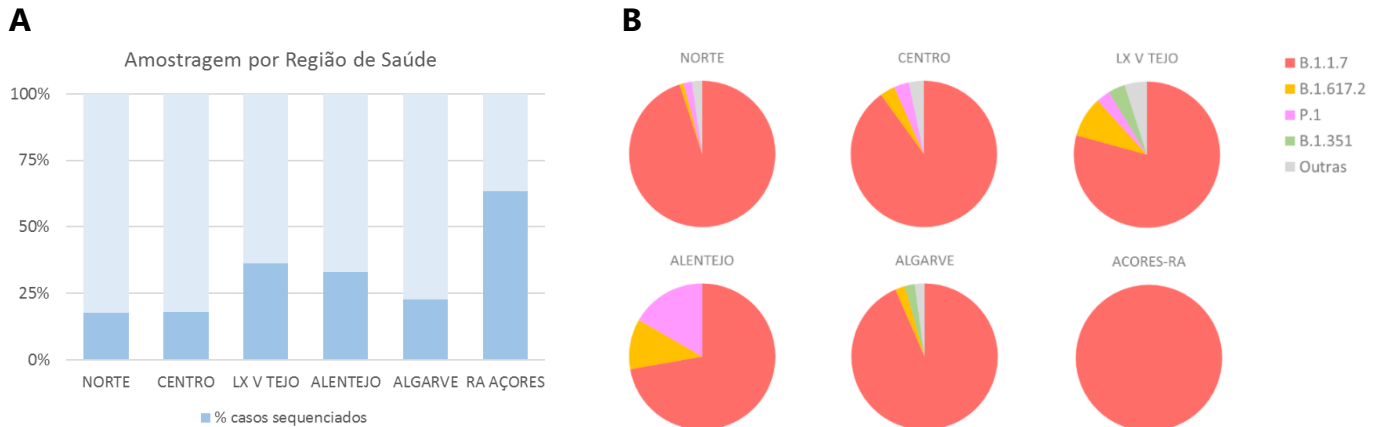 A
Amostragem por Região de Saúde
100%
75%
50%
25%
0%
NORTE CENTRO LX V TEJO ALENTEJO ALGARVE RA AÇORES
% casos sequenciados
B
NORTE CENTRO LX V TEJO
ALENTEJO ALGARVE ACORES-RA
B.1.1.7
B.1.617.2
P.1
B.1.351
Outras